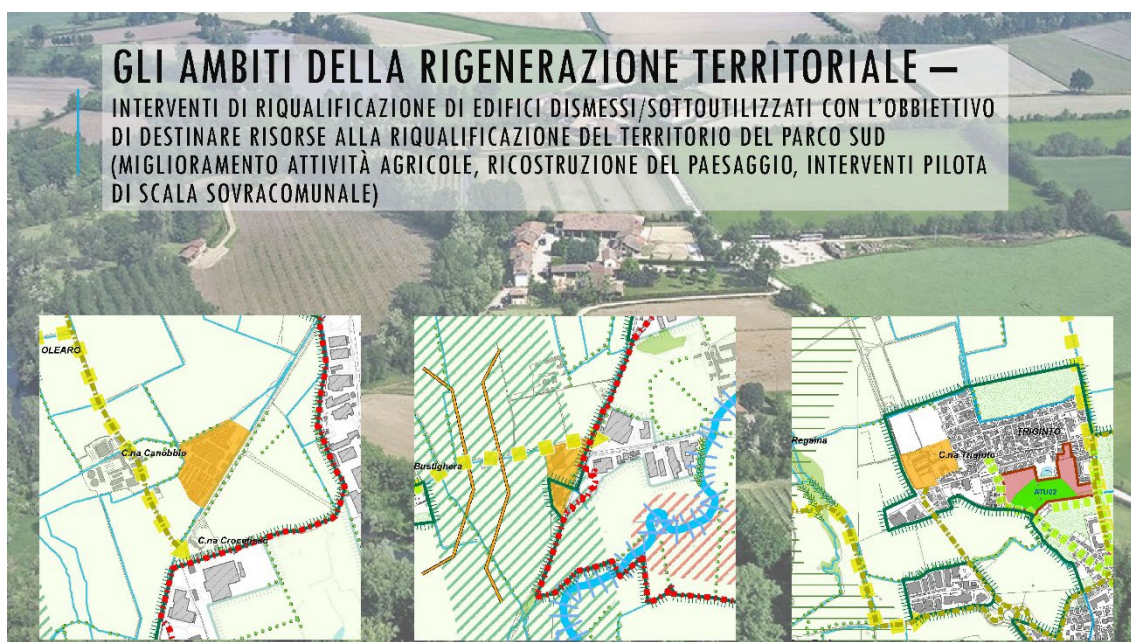 GLI AMBITI DELLA RIGENERAZIONE TERRITORIALE –
INTERVENTI DI RIQUALIFICAZIONE DI EDIFICI DISMESSI/SOTTOUTILIZZATI CON L'OBBIETTIVO
DI DESTINARE RISORSE ALLA RIQUALIFICAZIONE DEL TERRITORIO DEL PARCO SUD
(MIGLIORAMENTO ATTIVITÀ AGRICOLE, RICOSTRUZIONE DEL PAESAGGIO, INTERVENTI PILOTA
DI SCALA SOVRACOMUNALE)
OLEARO
C.na Canobbio
C.na Crocefisso
Bustighera
TRIGINTO
Regaina
C.na Triginto
ATU02